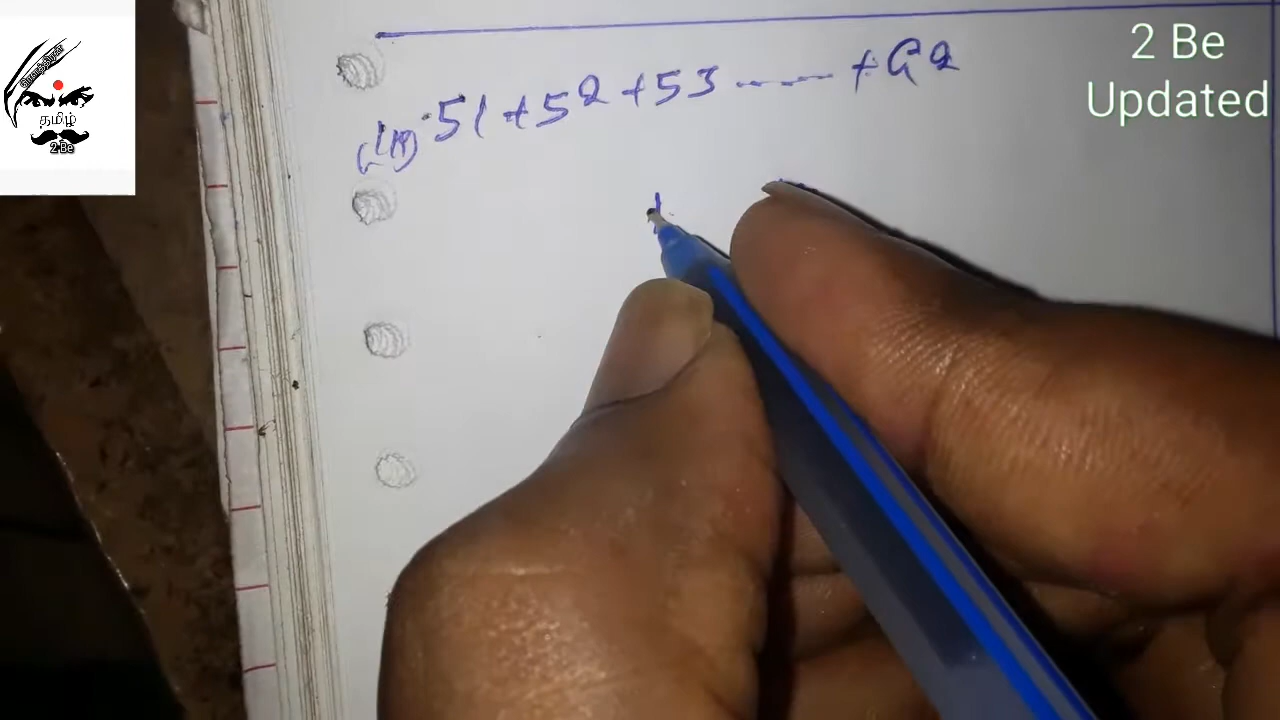 2 Be
Updated
(iii) 51 + 52 + 53 ...... + 92
தமிழ்
2 Be